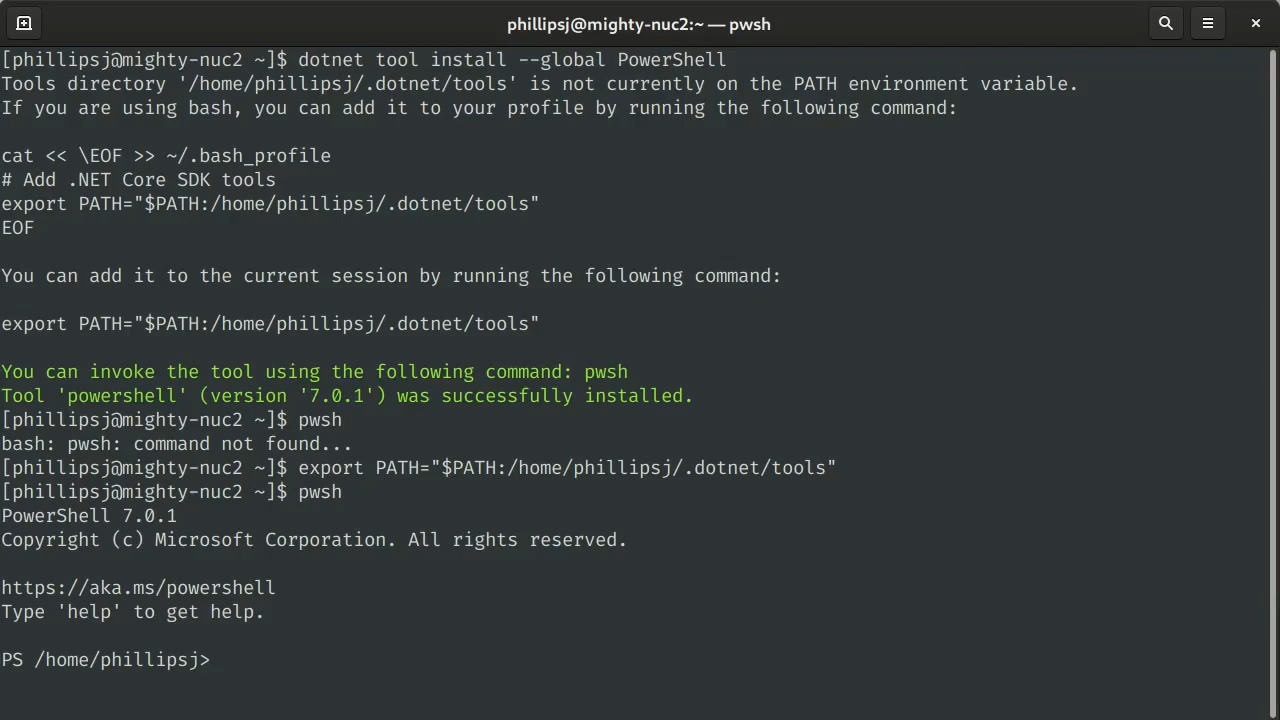 phillipsj@mighty-nuc2:~ — pwsh
[phillipsj@mighty-nuc2 ~]$ dotnet tool install --global PowerShell
Tools directory '/home/phillipsj/.dotnet/tools' is not currently on the PATH environment variable.
If you are using bash, you can add it to your profile by running the following command:
cat << \EOF >> ~/.bash_profile
# Add .NET Core SDK tools
export PATH="$PATH:/home/phillipsj/.dotnet/tools"
EOF
You can add it to the current session by running the following command:
export PATH="$PATH:/home/phillipsj/.dotnet/tools"
You can invoke the tool using the following command: pwsh
Tool 'powershell' (version '7.0.1') was successfully installed.
[phillipsj@mighty-nuc2 ~]$ pwsh
bash: pwsh: command not found...
[phillipsj@mighty-nuc2 ~]$ export PATH="$PATH:/home/phillipsj/.dotnet/tools"
[phillipsj@mighty-nuc2 ~]$ pwsh
PowerShell 7.0.1
Copyright (c) Microsoft Corporation. All rights reserved.
https://aka.ms/powershell
Type 'help' to get help.
PS /home/phillipsj>